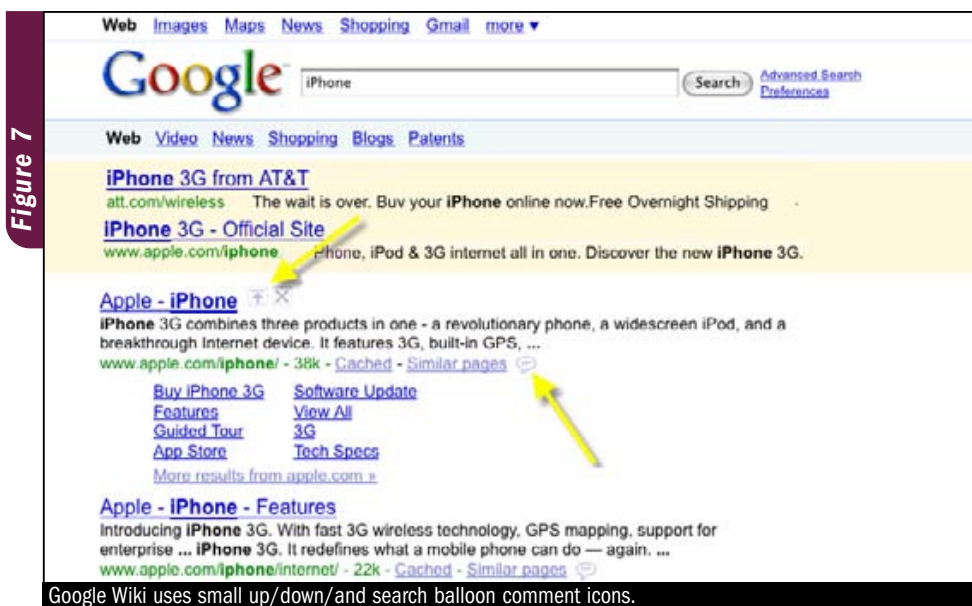 Figure 7
Web Images Maps News Shopping Gmail more ▼
Google iPhone Search Advanced Search
Preferences
Web Video News Shopping Blogs Patents
iPhone 3G from AT&T
att.com/wireless The wait is over. Buy your iPhone online now.Free Overnight Shipping
iPhone 3G - Official Site
www.apple.com/iphone Phone, iPod & 3G internet all in one. Discover the new iPhone 3G.
Apple - iPhone
iPhone 3G combines three products in one - a revolutionary phone, a widescreen iPod, and a
breakthrough Internet device. It features 3G, built-in GPS, ...
www.apple.com/iphone/ - 38k - Cached - Similar pages
Buy iPhone 3G Software Update
Features View All
Guided Tour 3G
App Store Tech Specs
More results from apple.com »
Apple - iPhone - Features
Introducing iPhone 3G. With fast 3G wireless technology, GPS mapping, support for
enterprise ... iPhone 3G. It redefines what a mobile phone can do — again. ...
www.apple.com/iphone/internet/ - 22k - Cached - Similar pages
Google Wiki uses small up/down/and search balloon comment icons.